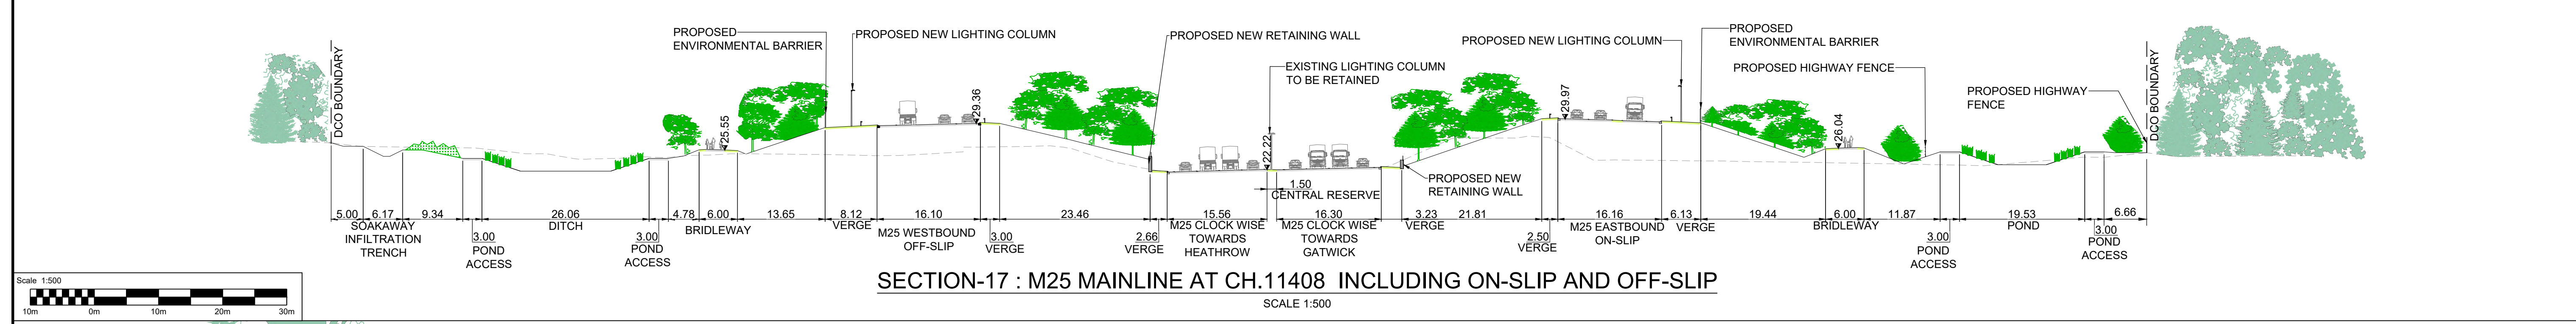 PROPOSED
ENVIRONMENTAL BARRIER
PROPOSED NEW LIGHTING COLUMN
PROPOSED NEW RETAINING WALL
EXISTING LIGHTING COLUMN
TO BE RETAINED
PROPOSED NEW LIGHTING COLUMN
PROPOSED
ENVIRONMENTAL BARRIER
PROPOSED HIGHWAY FENCE
PROPOSED HIGHWAY
FENCE
DCO BOUNDARY
DCO BOUNDARY
25.55
29.36
22.22
29.97
26.04
PROPOSED NEW
RETAINING WALL
1.50
CENTRAL RESERVE
5.00
6.17
SOAKAWAY
INFILTRATION
TRENCH
9.34
3.00
POND
ACCESS
26.06
DITCH
3.00
POND
ACCESS
4.78
6.00
BRIDLEWAY
13.65
8.12
VERGE
16.10
M25 WESTBOUND
OFF-SLIP
3.00
VERGE
23.46
2.66
VERGE
15.56
M25 CLOCK WISE
TOWARDS
HEATHROW
16.30
M25 CLOCK WISE
TOWARDS
GATWICK
3.23
VERGE
21.81
2.50
VERGE
16.16
M25 EASTBOUND
ON-SLIP
6.13
VERGE
19.44
6.00
BRIDLEWAY
11.87
3.00
POND
ACCESS
19.53
POND
3.00
POND
ACCESS
6.66
SECTION-17 : M25 MAINLINE AT CH.11408 INCLUDING ON-SLIP AND OFF-SLIP
SCALE 1:500
Scale 1:500
10m 0m 10m 20m 30m